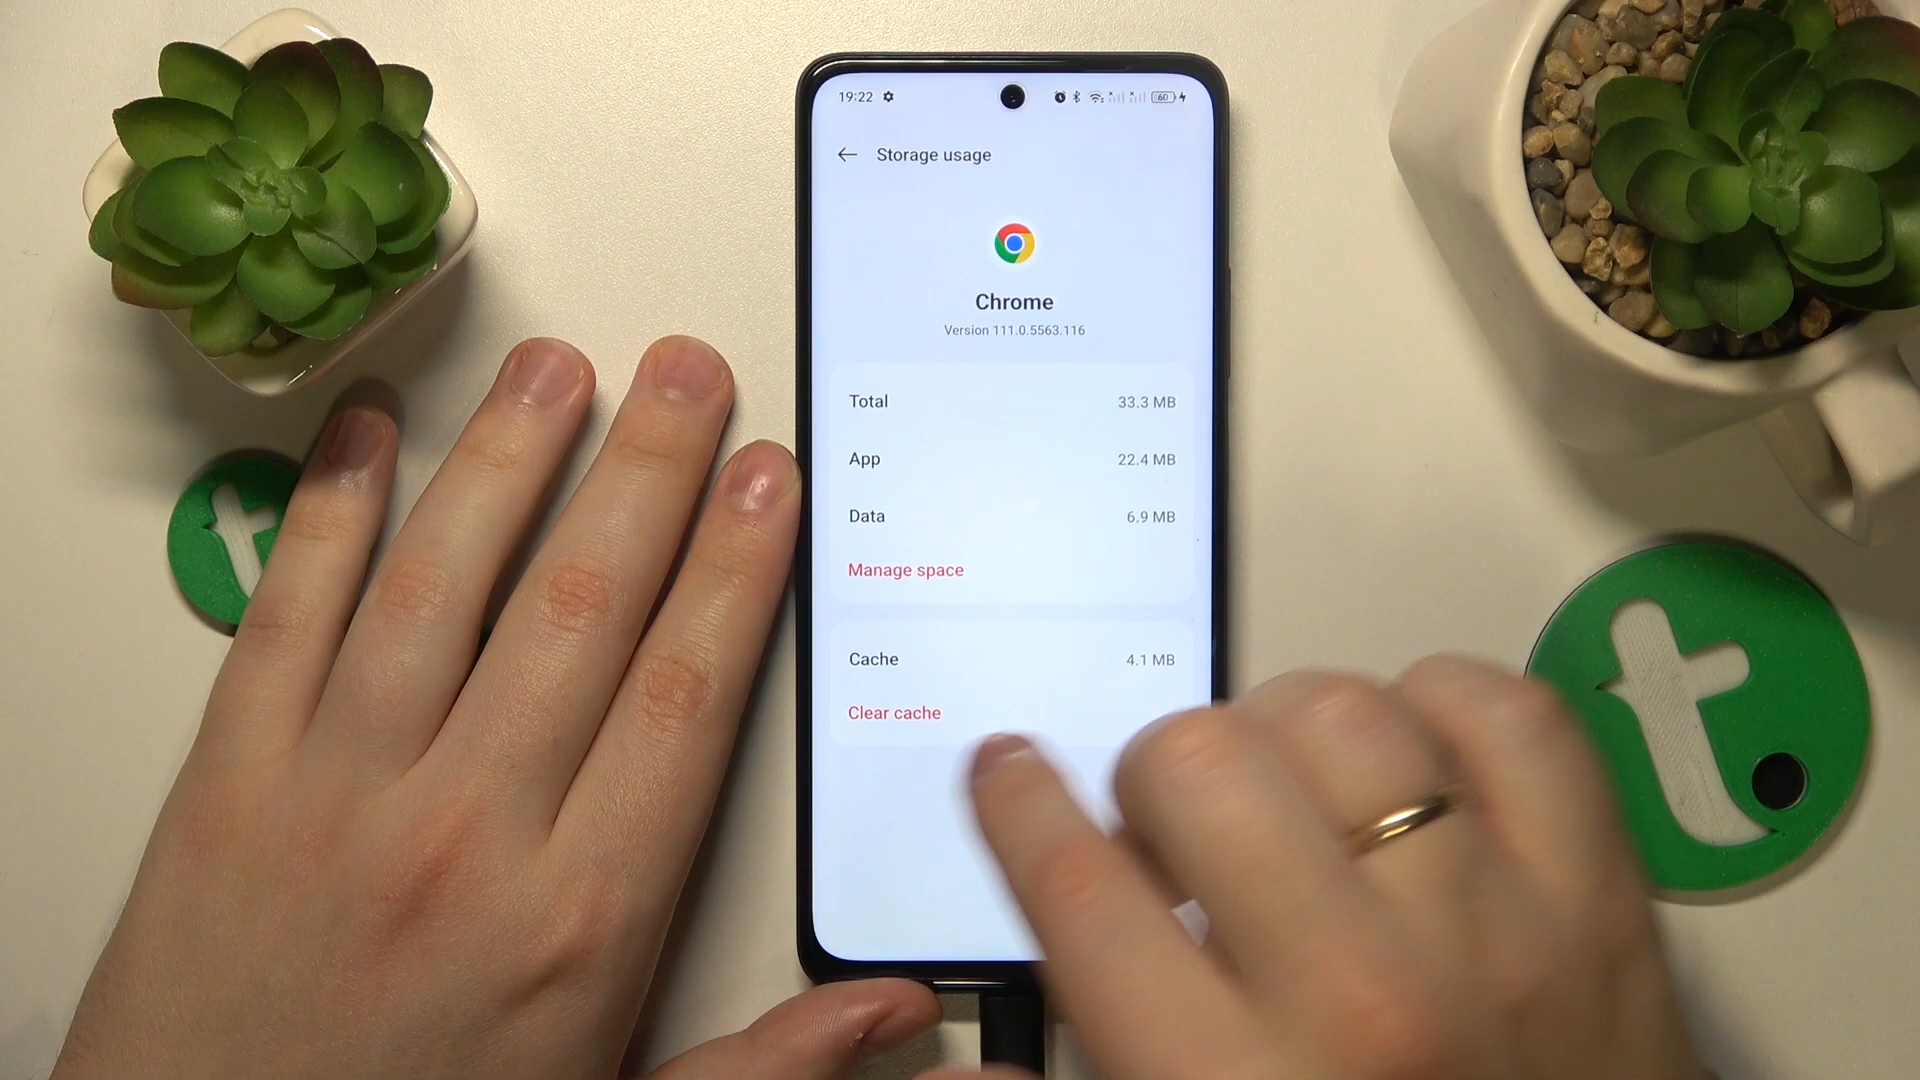 19:22
60
Storage usage
Chrome
Version 111.0.5563.116
Total 33.3 MB
App 22.4 MB
Data 6.9 MB
Manage space
Cache 4.1 MB
Clear cache
t
t